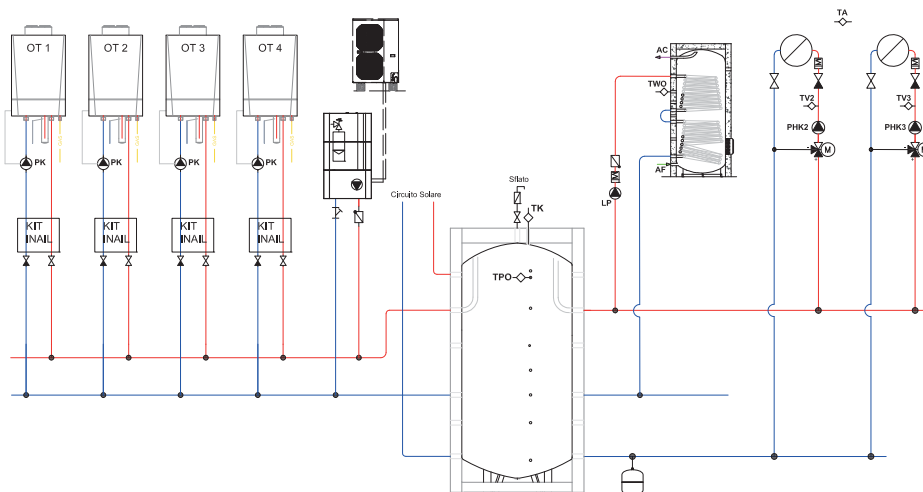 OT 1
OT 2
OT 3
OT 4
TA
AC
TWO
TV2
TV3
PHK2
PHK3
M
M
PK
PK
PK
PK
AF
Circuito Solare
Sfiato
TK
LP
KIT
INAIL
KIT
INAIL
KIT
INAIL
KIT
INAIL
TPO